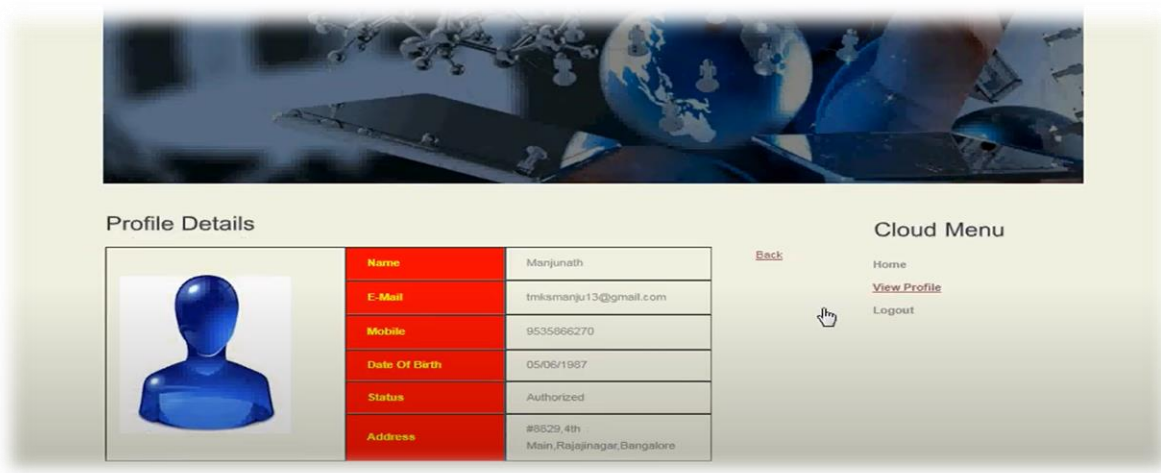 Profile Details
Name Manjunath
E-Mail tmksmanju13@gmail.com
Mobile 9535866270
Date Of Birth 05/06/1987
Status Authorized
Address #8829,4th
Main,Rajajinagar,Bangalore
Back
Cloud Menu
Home
View Profile
Logout